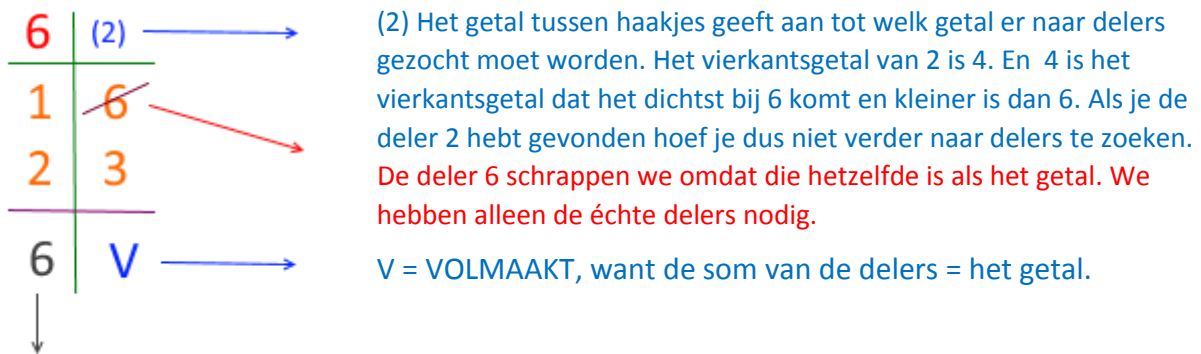 6 (2)
1 6
2 3
6 V
(2) Het getal tussen haakjes geeft aan tot welk getal er naar delers
gezocht moet worden. Het vierkantsgetal van 2 is 4. En 4 is het
vierkantsgetal dat het dichtst bij 6 komt en kleiner is dan 6. Als je de
deler 2 hebt gevonden hoef je dus niet verder naar delers te zoeken.
De deler 6 schrappen we omdat die hetzelfde is als het getal. We
hebben alleen de échte delers nodig.
V = VOLMAAKT, want de som van de delers = het getal.